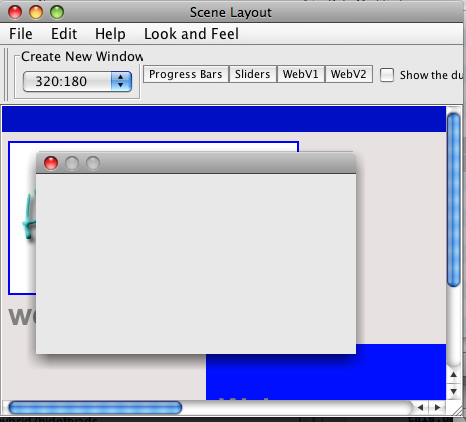 Scene Layout
File Edit Help Look and Feel
Create New Window
320:180
Progress Bars Sliders WebV1 WebV2 Show the du